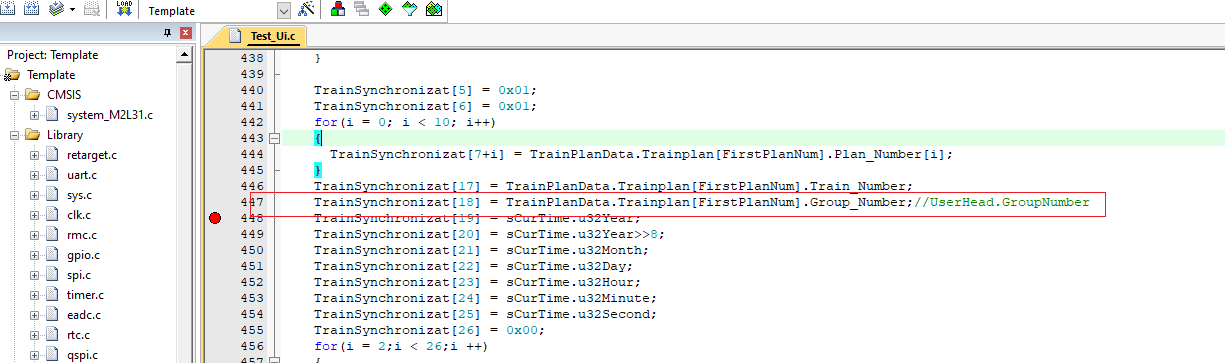 LOAD
Template
Test_Ui.c
Project: Template
Template
CMSIS
system_M2L31.c
Library
retarget.c
uart.c
sys.c
clk.c
rmc.c
gpio.c
spi.c
timer.c
eadc.c
rtc.c
qspi.c
438 }
439
440 TrainSynchronizat[5] = 0x01;
441 TrainSynchronizat[6] = 0x01;
442 for(i = 0; i < 10; i++)
443 {
444 TrainSynchronizat[7+i] = TrainPlanData.Trainplan[FirstPlanNum].Plan_Number[i];
445 }
446 TrainSynchronizat[17] = TrainPlanData.Trainplan[FirstPlanNum].Train_Number;
447 TrainSynchronizat[18] = TrainPlanData.Trainplan[FirstPlanNum].Group_Number;//UserHead.GroupNumber
448 TrainSynchronizat[19] = sCurTime.u32Year;
449 TrainSynchronizat[20] = sCurTime.u32Year>>8;
450 TrainSynchronizat[21] = sCurTime.u32Month;
451 TrainSynchronizat[22] = sCurTime.u32Day;
452 TrainSynchronizat[23] = sCurTime.u32Hour;
453 TrainSynchronizat[24] = sCurTime.u32Minute;
454 TrainSynchronizat[25] = sCurTime.u32Second;
455 TrainSynchronizat[26] = 0x00;
456 for(i = 2;i < 26;i ++)
457 {